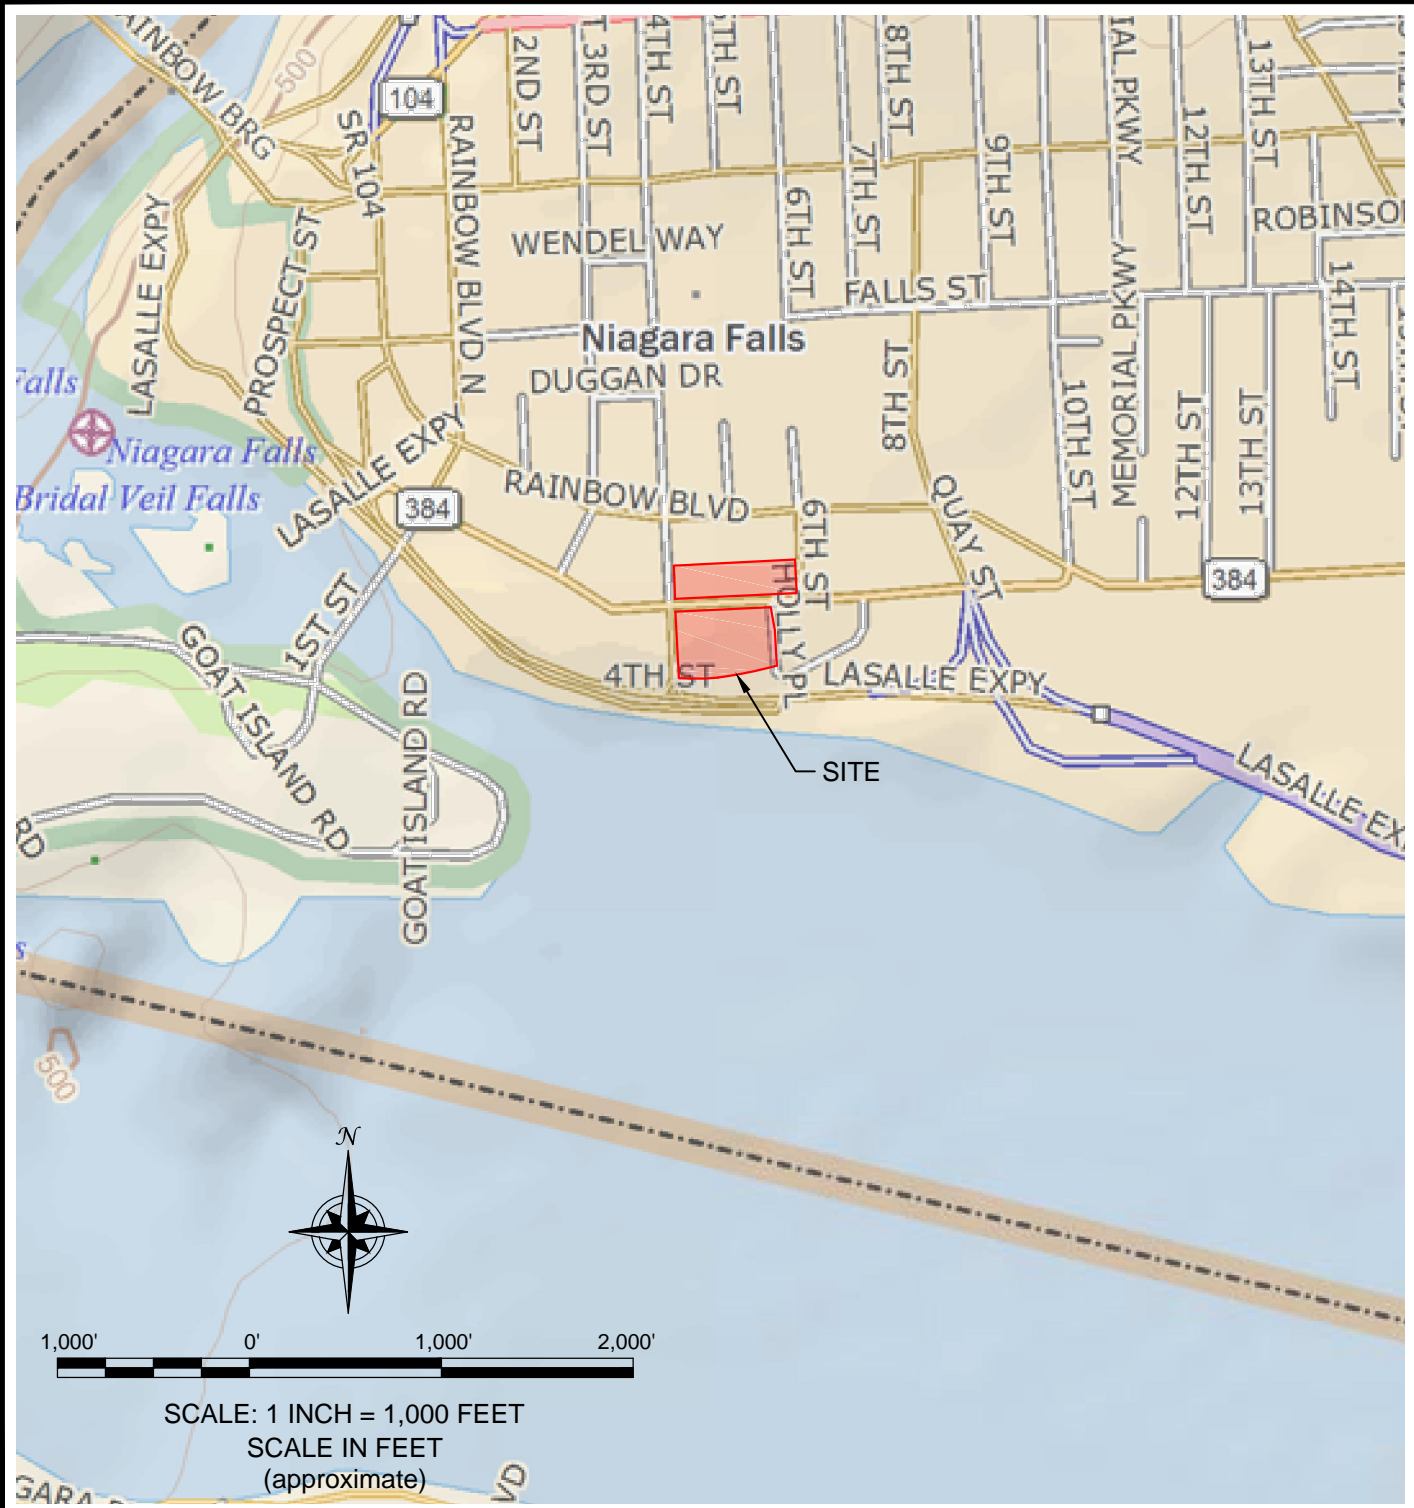 2ND ST
3RD ST
4TH ST
5TH ST
8TH ST
13TH ST
RAINBOW BRG
500
104
SR 104
RAINBOW BLVD N
7TH ST
9TH ST
MEMORIAL PKWY
12TH ST
6TH ST
ROBINSO
LASALLE EXPY
PROSPECT ST
WENDEL WAY
FALLS ST
14TH ST
Niagara Falls
DUGGAN DR
8TH ST
Falls
Niagara Falls
Bridal Veil Falls
LASALLE EXPY
384
RAINBOW BLVD
QUAY ST
10TH ST
MEMORIAL PKWY
12TH ST
13TH ST
384
6TH ST
HOLLY PL
1ST ST
GOAT ISLAND RD
GOAT ISLAND RD
4TH ST
LASALLE EXPY
LASALLE EX
SITE
RD
s
500
N
1,000' 0' 1,000' 2,000'
SCALE: 1 INCH = 1,000 FEET
SCALE IN FEET
(approximate)
VD